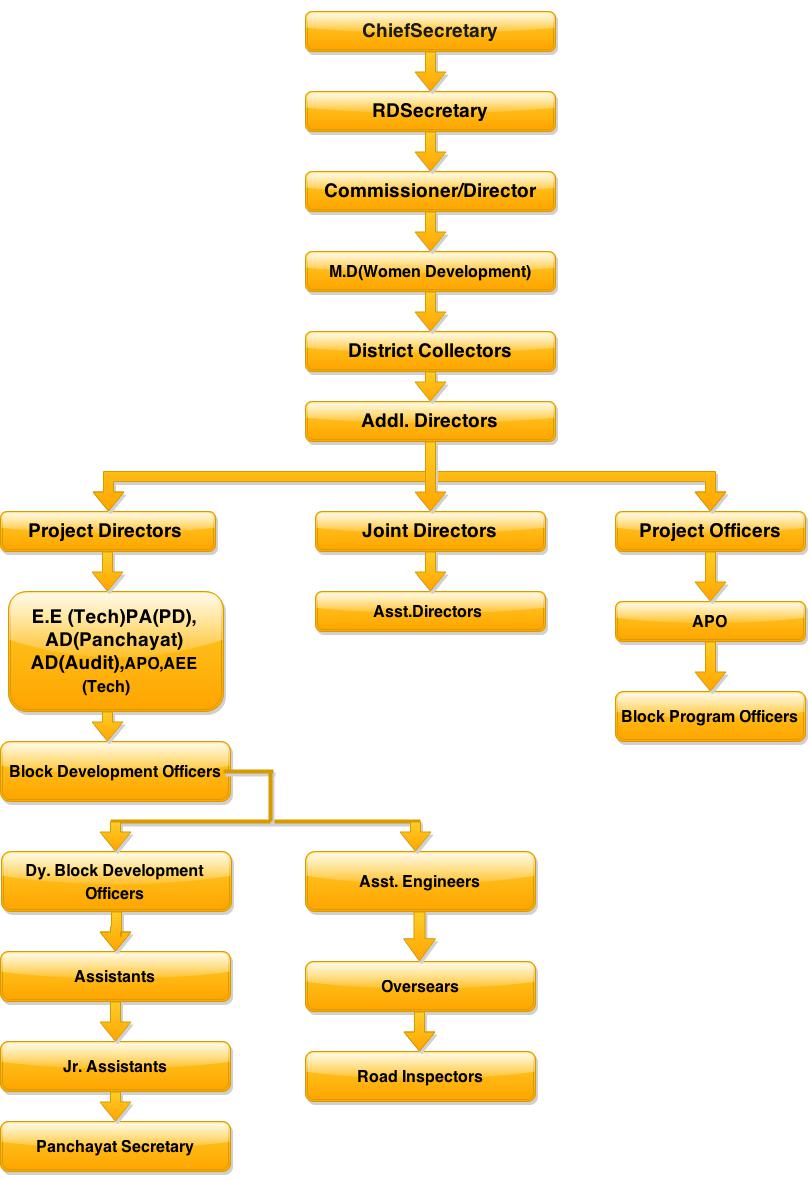 ChiefSecretary
RDSecretary
Commissioner/Director
M.D(Women Development)
District Collectors
Addl. Directors
Project Directors
Joint Directors
Project Officers
E.E (Tech)PA(PD),
AD(Panchayat)
AD(Audit),APO,AEE
(Tech)
Asst.Directors
APO
Block Program Officers
Block Development Officers
Dy. Block Development
Officers
Asst. Engineers
Assistants
Oversears
Jr. Assistants
Road Inspectors
Panchayat Secretary